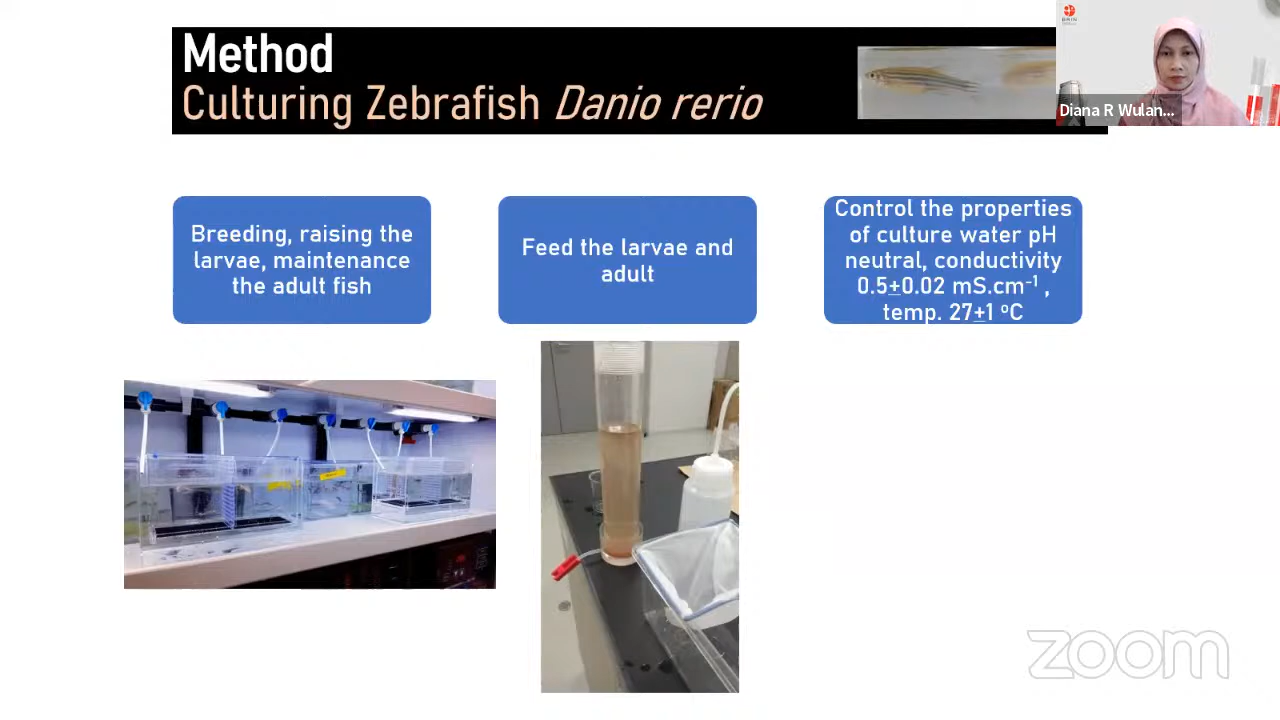 Method
Culturing Zebrafish Danio rerio
Diana R Wulan...
Breeding, raising the
larvae, maintenance
the adult fish
Feed the larvae and
adult
Control the properties
of culture water pH
neutral, conductivity
0.5±0.02 mS.cm⁻¹ ,
temp. 27±1 ºC
zoom